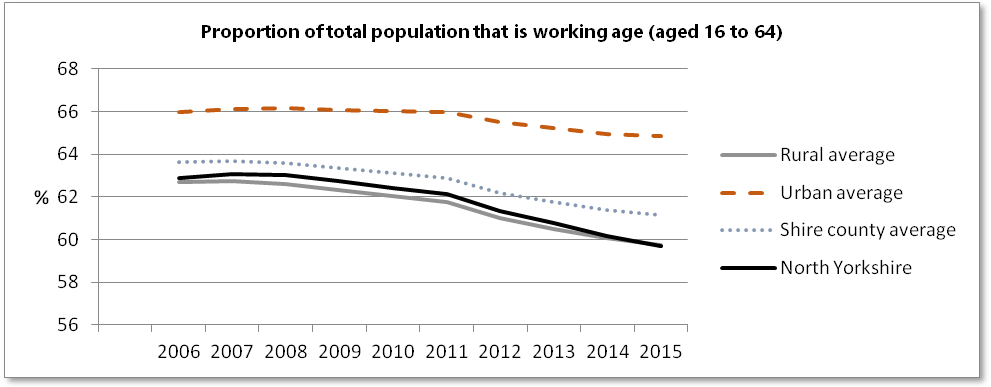 Proportion of total population that is working age (aged 16 to 64)
68
66
64
62
60
58
56
%
2006 2007 2008 2009 2010 2011 2012 2013 2014 2015
Rural average
Urban average
Shire county average
North Yorkshire